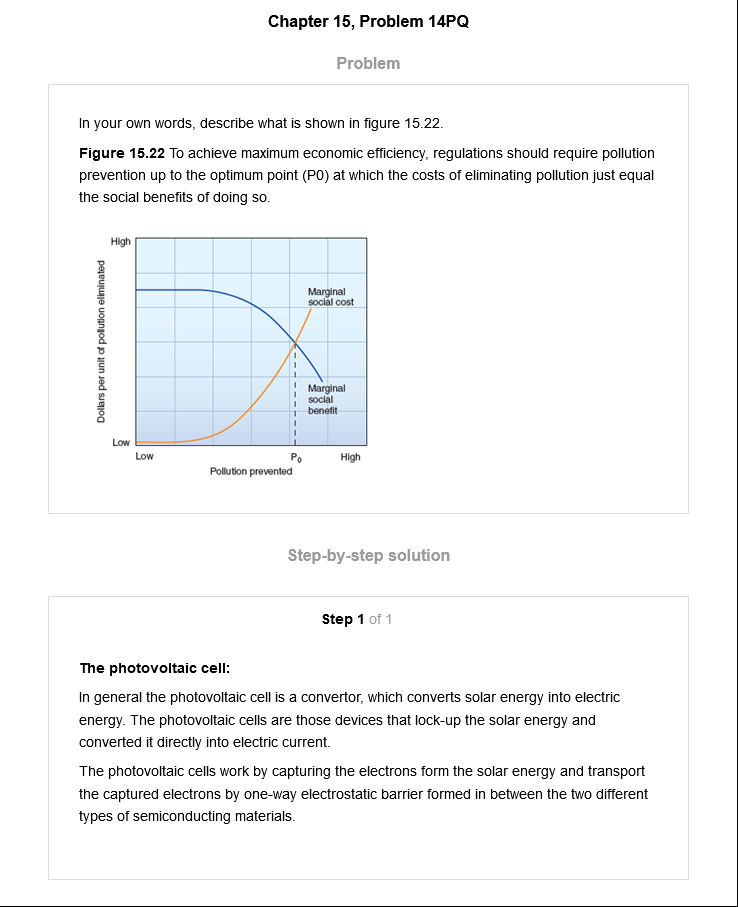 Chapter 15, Problem 14PQ
Problem
In your own words, describe what is shown in figure 15.22.
Figure 15.22 To achieve maximum economic efficiency, regulations should require pollution
prevention up to the optimum point (P0) at which the costs of eliminating pollution just equal
the social benefits of doing so.
High
Dollars per unit of pollution eliminated
Marginal
social cost
Marginal
social
benefit
Low
Low
P₀
High
Pollution prevented
Step-by-step solution
Step 1 of 1
The photovoltaic cell:
In general the photovoltaic cell is a convertor, which converts solar energy into electric
energy. The photovoltaic cells are those devices that lock-up the solar energy and
converted it directly into electric current.
The photovoltaic cells work by capturing the electrons form the solar energy and transport
the captured electrons by one-way electrostatic barrier formed in between the two different
types of semiconducting materials.